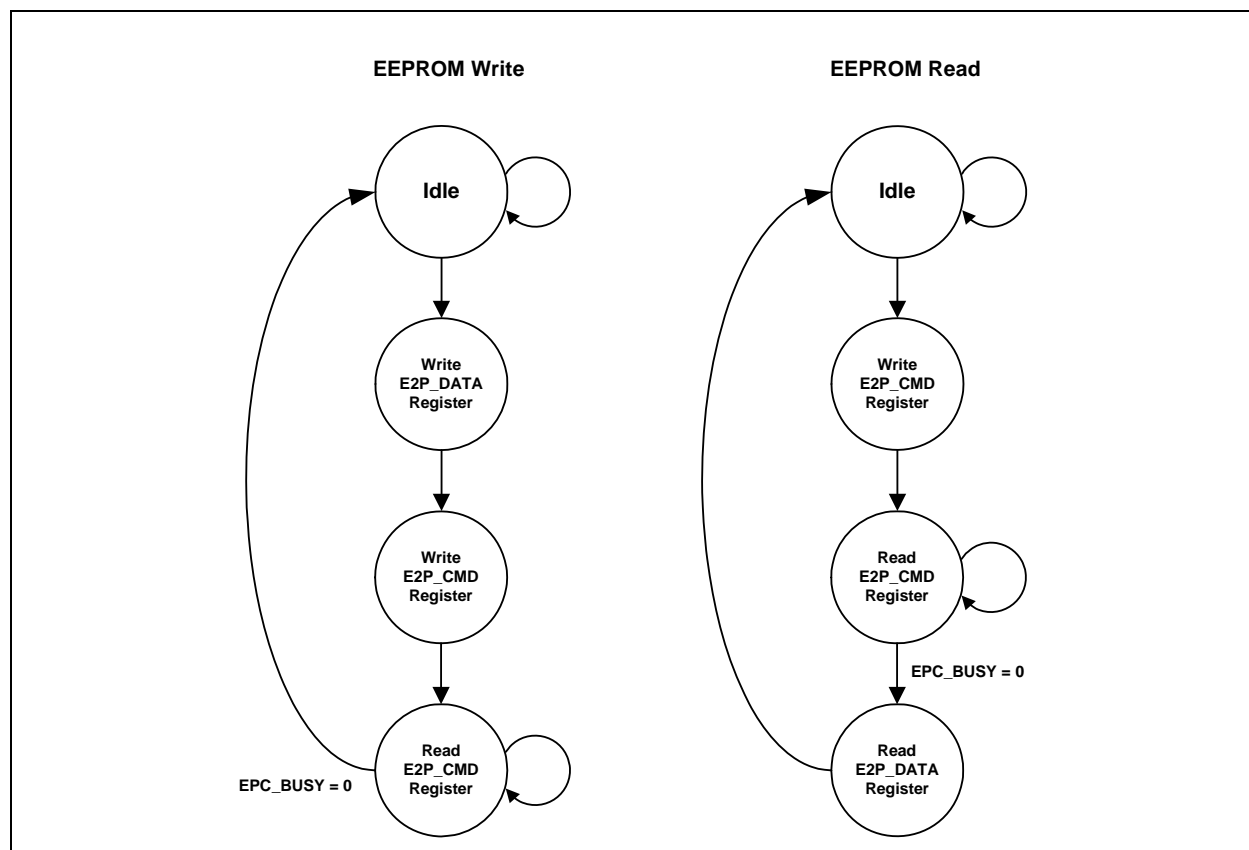 EEPROM Write
Idle
Write
E2P_DATA
Register
Write
E2P_CMD
Register
Read
E2P_CMD
Register
EPC_BUSY = 0
EEPROM Read
Idle
Write
E2P_CMD
Register
Read
E2P_CMD
Register
EPC_BUSY = 0
Read
E2P_DATA
Register